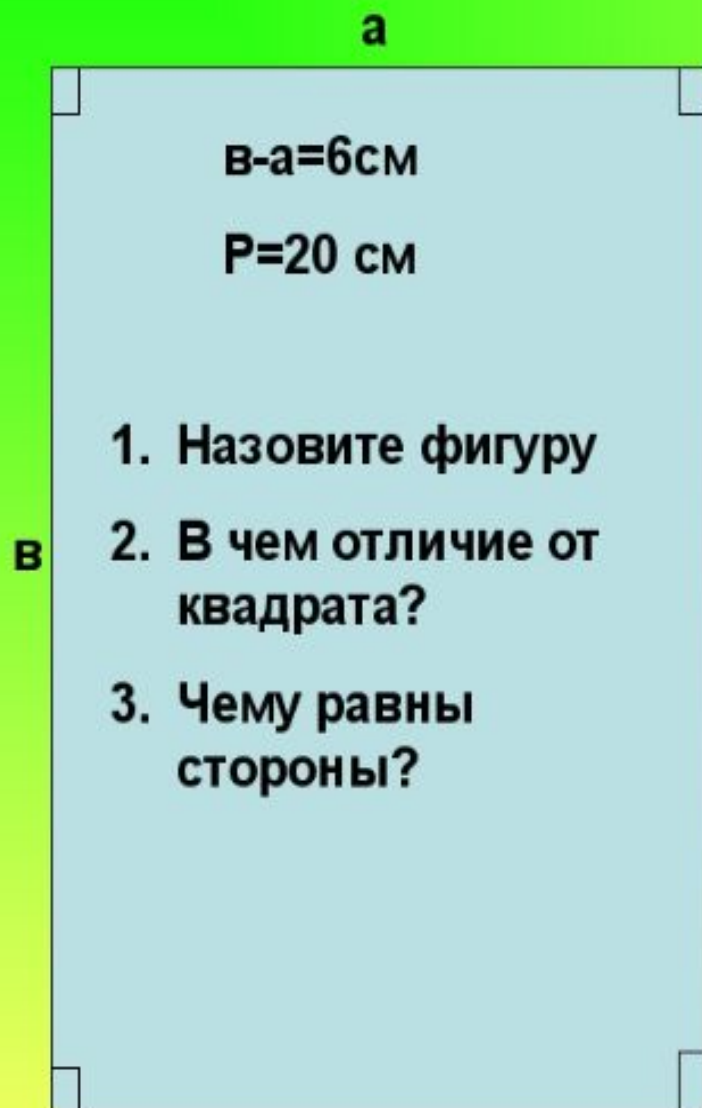 а
в-а=6см
Р=20 см
1. Назовите фигуру
2. В чем отличие от
квадрата?
в
3. Чему равны
стороны?